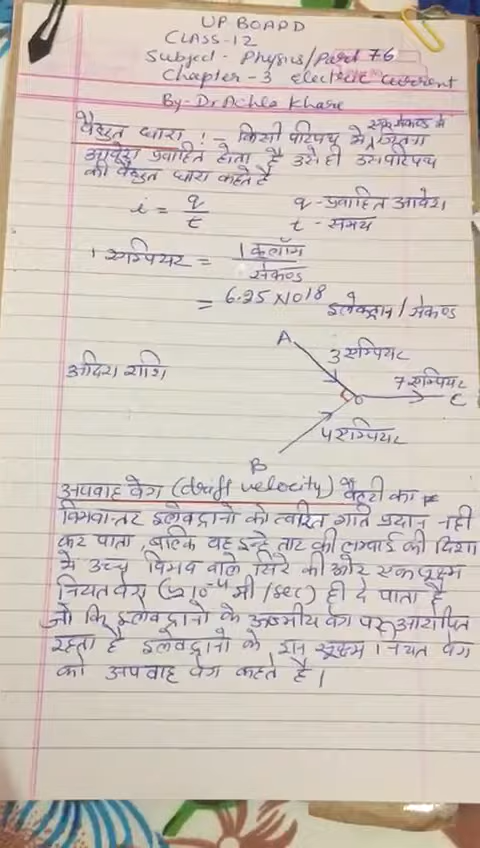 UP BOARD
CLASS-12
Subject - Physics/Part 76
Chapter - 3 electric current
By- Dr Achla Khare
वैद्युत धारा :- किसी परिपथ में एक सेकण्ड में जितना
आवेश प्रवाहित होता है उसे ही उस परिपथ
की वैद्युत धारा कहते है
i = q/t q - प्रवाहित आवेश
t - समय
1 एम्पियर = 1 कूलॉम / सेकण्ड
= 6.25 X 10 18 इलेक्ट्रान / सेकण्ड
A
3 एम्पियर
अदिश राशि
7 एम्पियर
O C
4 एम्पियर
B
अपवाह वेग (drift velocity) बैटरी का
विभवान्तर इलेक्ट्रानो को त्वरित गति प्रदान नही
कर पाता, बल्कि यह इन्हे तार की लम्बाई की दिशा
मे उच्च विभव वाले सिरे की ओर एक सूक्ष्म
नियत वेग (10⁻⁴ मी/sec) ही दे पाता है
जो कि इलेक्ट्रानो के ऊष्मीय वेग पर आरोपित
रहता है इलेक्ट्रानो के इस सूक्ष्म नियत वेग
को अपवाह वेग कहते है।